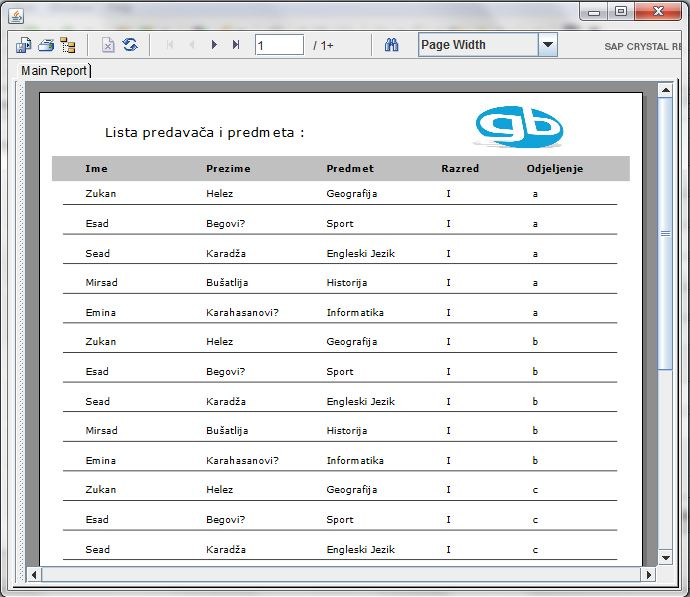 1 / 1+ Page Width SAP CRYSTAL RE
Main Report
Lista predavača i predmeta : gb
Ime Prezime Predmet Razred Odjeljenje
Zukan Helez Geografija I a
Esad Begovi? Sport I a
Sead Karadža Engleski Jezik I a
Mirsad Bušatlija Historija I a
Emina Karahasanovi? Informatika I a
Zukan Helez Geografija I b
Esad Begovi? Sport I b
Sead Karadža Engleski Jezik I b
Mirsad Bušatlija Historija I b
Emina Karahasanovi? Informatika I b
Zukan Helez Geografija I c
Esad Begovi? Sport I c
Sead Karadža Engleski Jezik I c